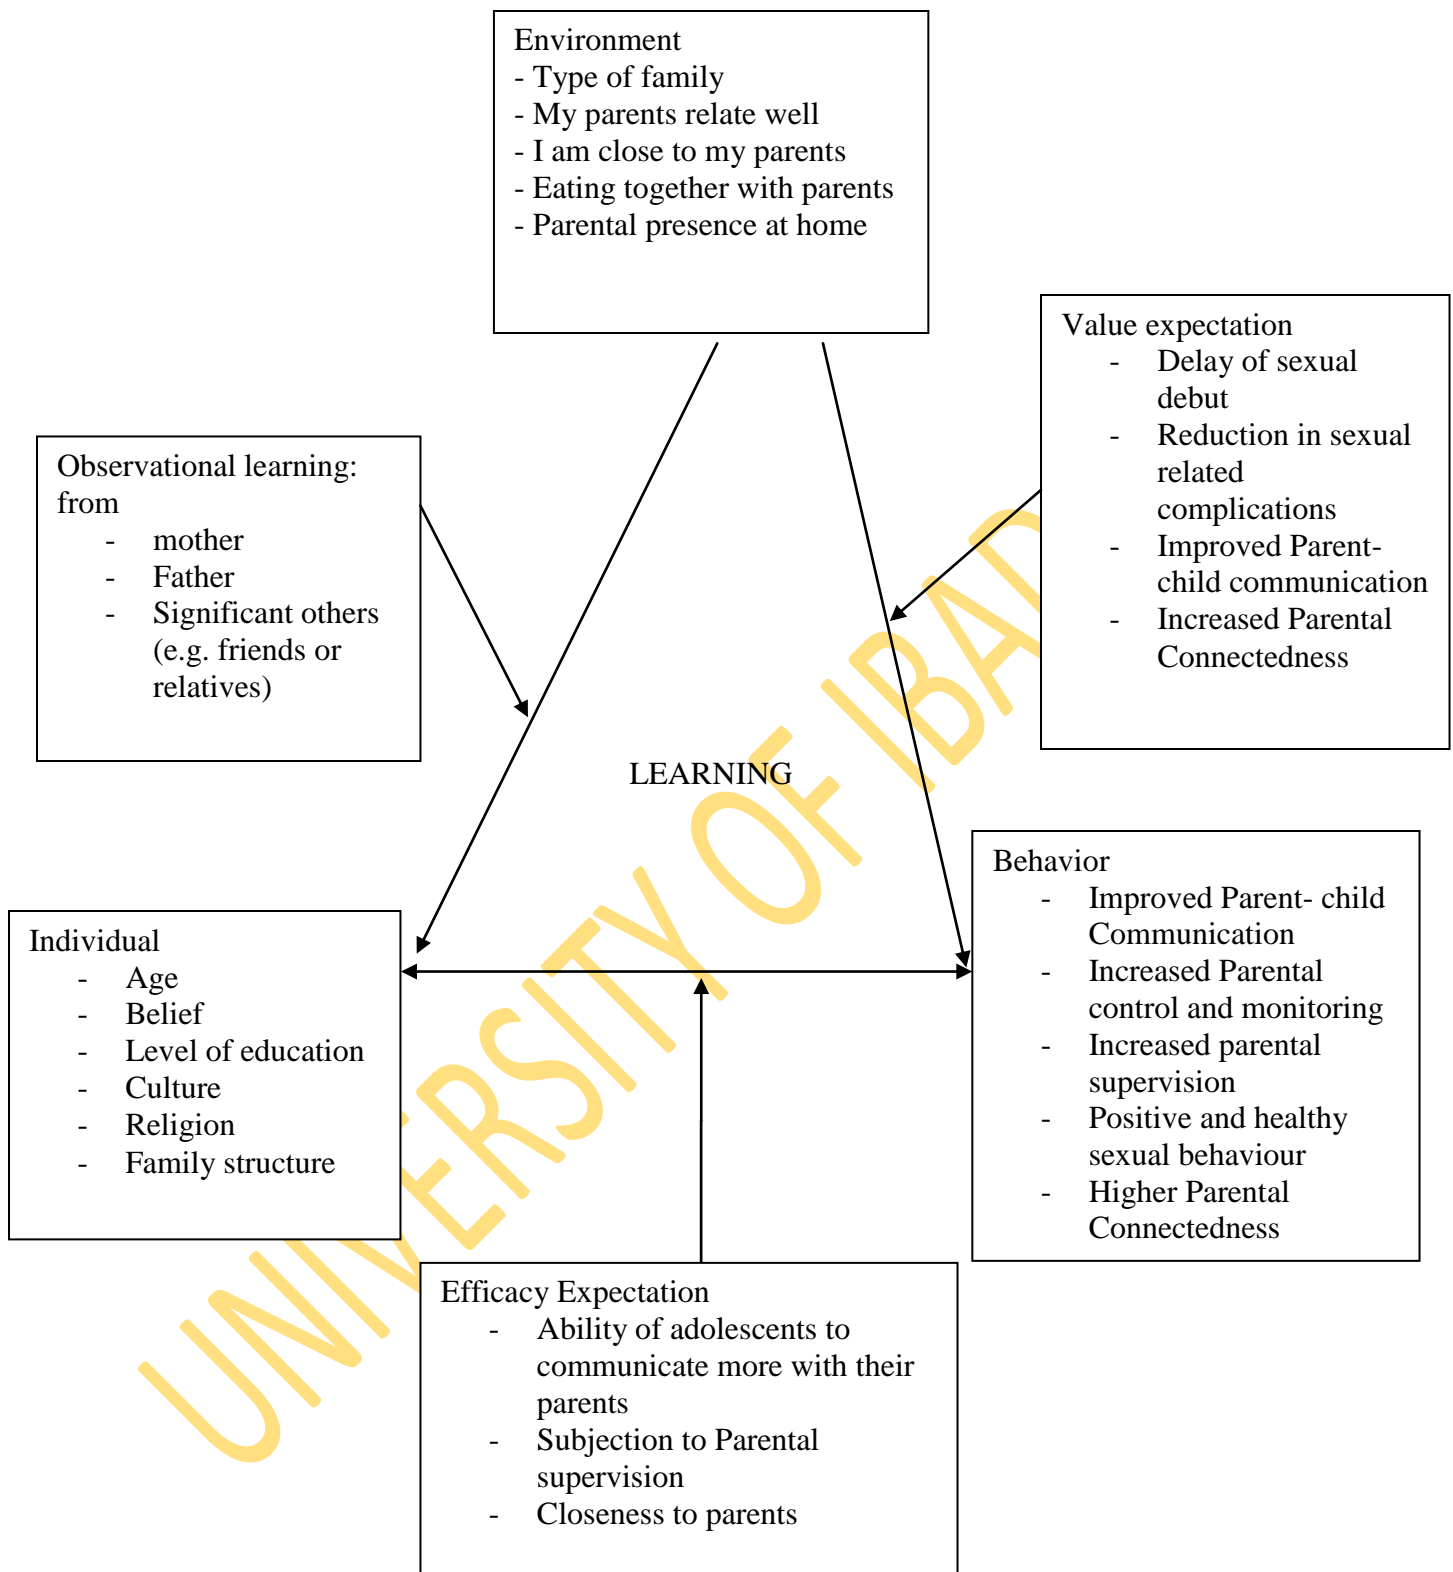 Environment
- Type of family
- My parents relate well
- I am close to my parents
- Eating together with parents
- Parental presence at home
Value expectation
- Delay of sexual
debut
- Reduction in sexual
related
complications
- Improved Parent-
child communication
- Increased Parental
Connectedness
Observational learning:
from
- mother
- Father
- Significant others
(e.g. friends or
relatives)
LEARNING
Individual
- Age
- Belief
- Level of education
- Culture
- Religion
- Family structure
Behavior
- Improved Parent- child
Communication
- Increased Parental
control and monitoring
- Increased parental
supervision
- Positive and healthy
sexual behaviour
- Higher Parental
Connectedness
Efficacy Expectation
- Ability of adolescents to
communicate more with their
parents
- Subjection to Parental
supervision
- Closeness to parents
UNIVERSITY OF IBAD